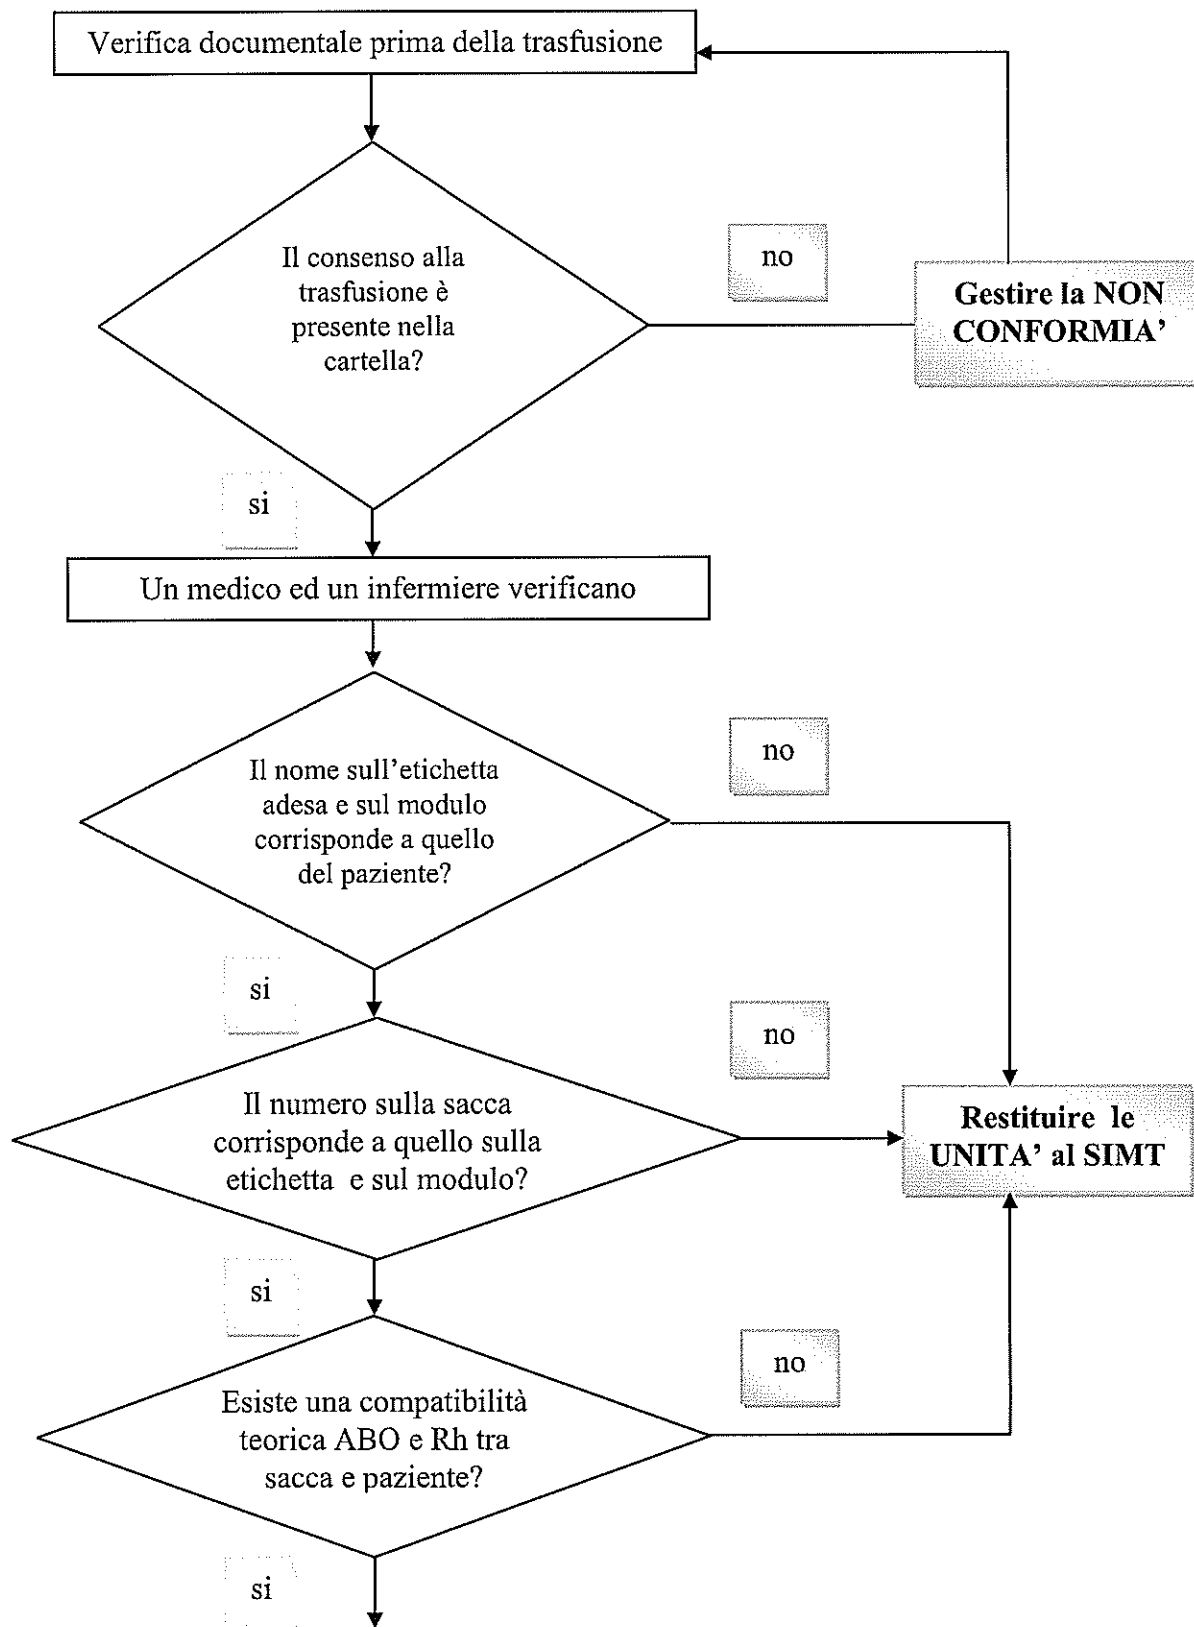 Verifica documentale prima della trasfusione
Il consenso alla
trasfusione è
presente nella
cartella?
no
Gestire la NON
CONFORMIÀ’
si
Un medico ed un infermiere verificano
Il nome sull’etichetta
adesa e sul modulo
corrisponde a quello
del paziente?
no
si
Il numero sulla sacca
corrisponde a quello sulla
etichetta e sul modulo?
no
Restituire le
UNITA’ al SIMT
si
Esiste una compatibilità
teorica ABO e Rh tra
sacca e paziente?
no
si